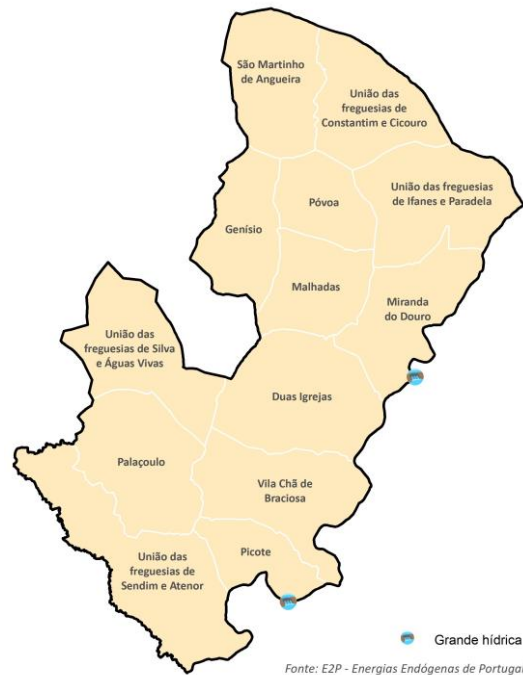 São Martinho
de Angueira
União das
freguesias de
Constantim e Cicouro
União das freguesias
de Ifanes e Paradela
Póvoa
Genísio
Malhadas
Miranda
do Douro
União das
freguesias de Silva
e Águas Vivas
Duas Igrejas
Palaçoulo
Vila Chã de
Braciosa
Picote
União das
freguesias de
Sendim e Atenor
Grande hídrica
Fonte: E2P - Energias Endógenas de Portugal